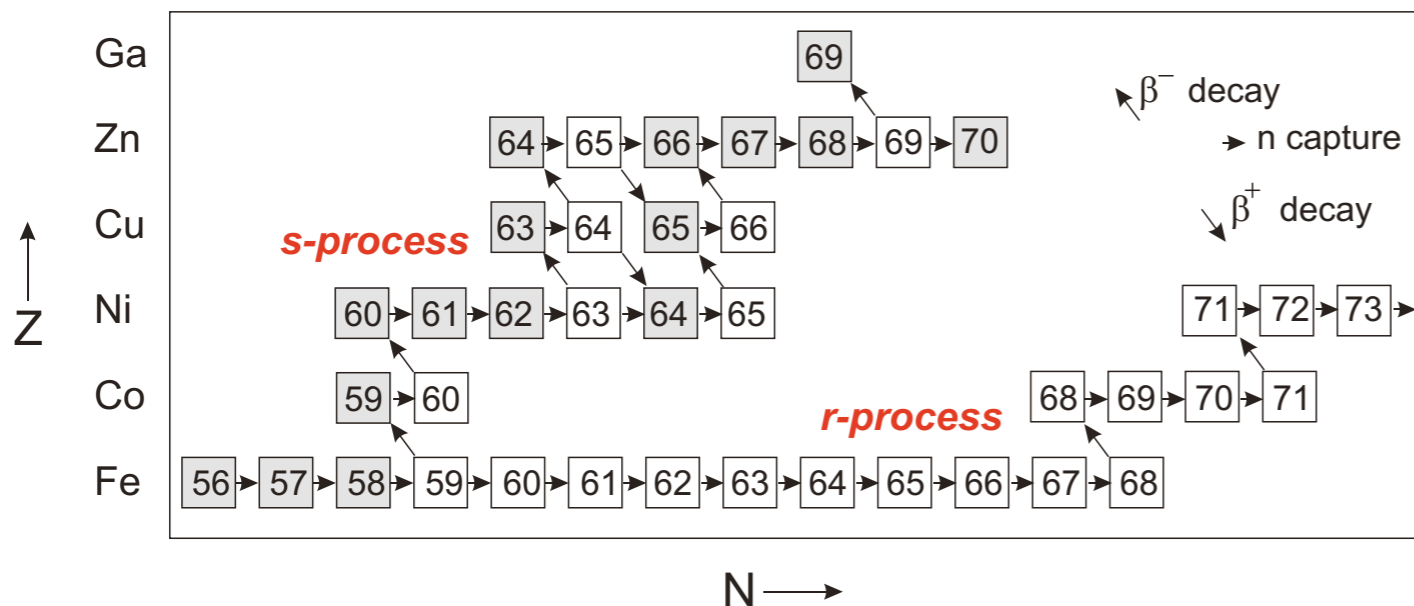 Ga 69
β⁻ decay
Zn 64 65 66 67 68 69 70
n capture
Cu 63 64 65 66
β⁺ decay
s-process
Ni 60 61 62 63 64 65 71 72 73
Z
Co 59 60 68 69 70 71
r-process
Fe 56 57 58 59 60 61 62 63 64 65 66 67 68
N